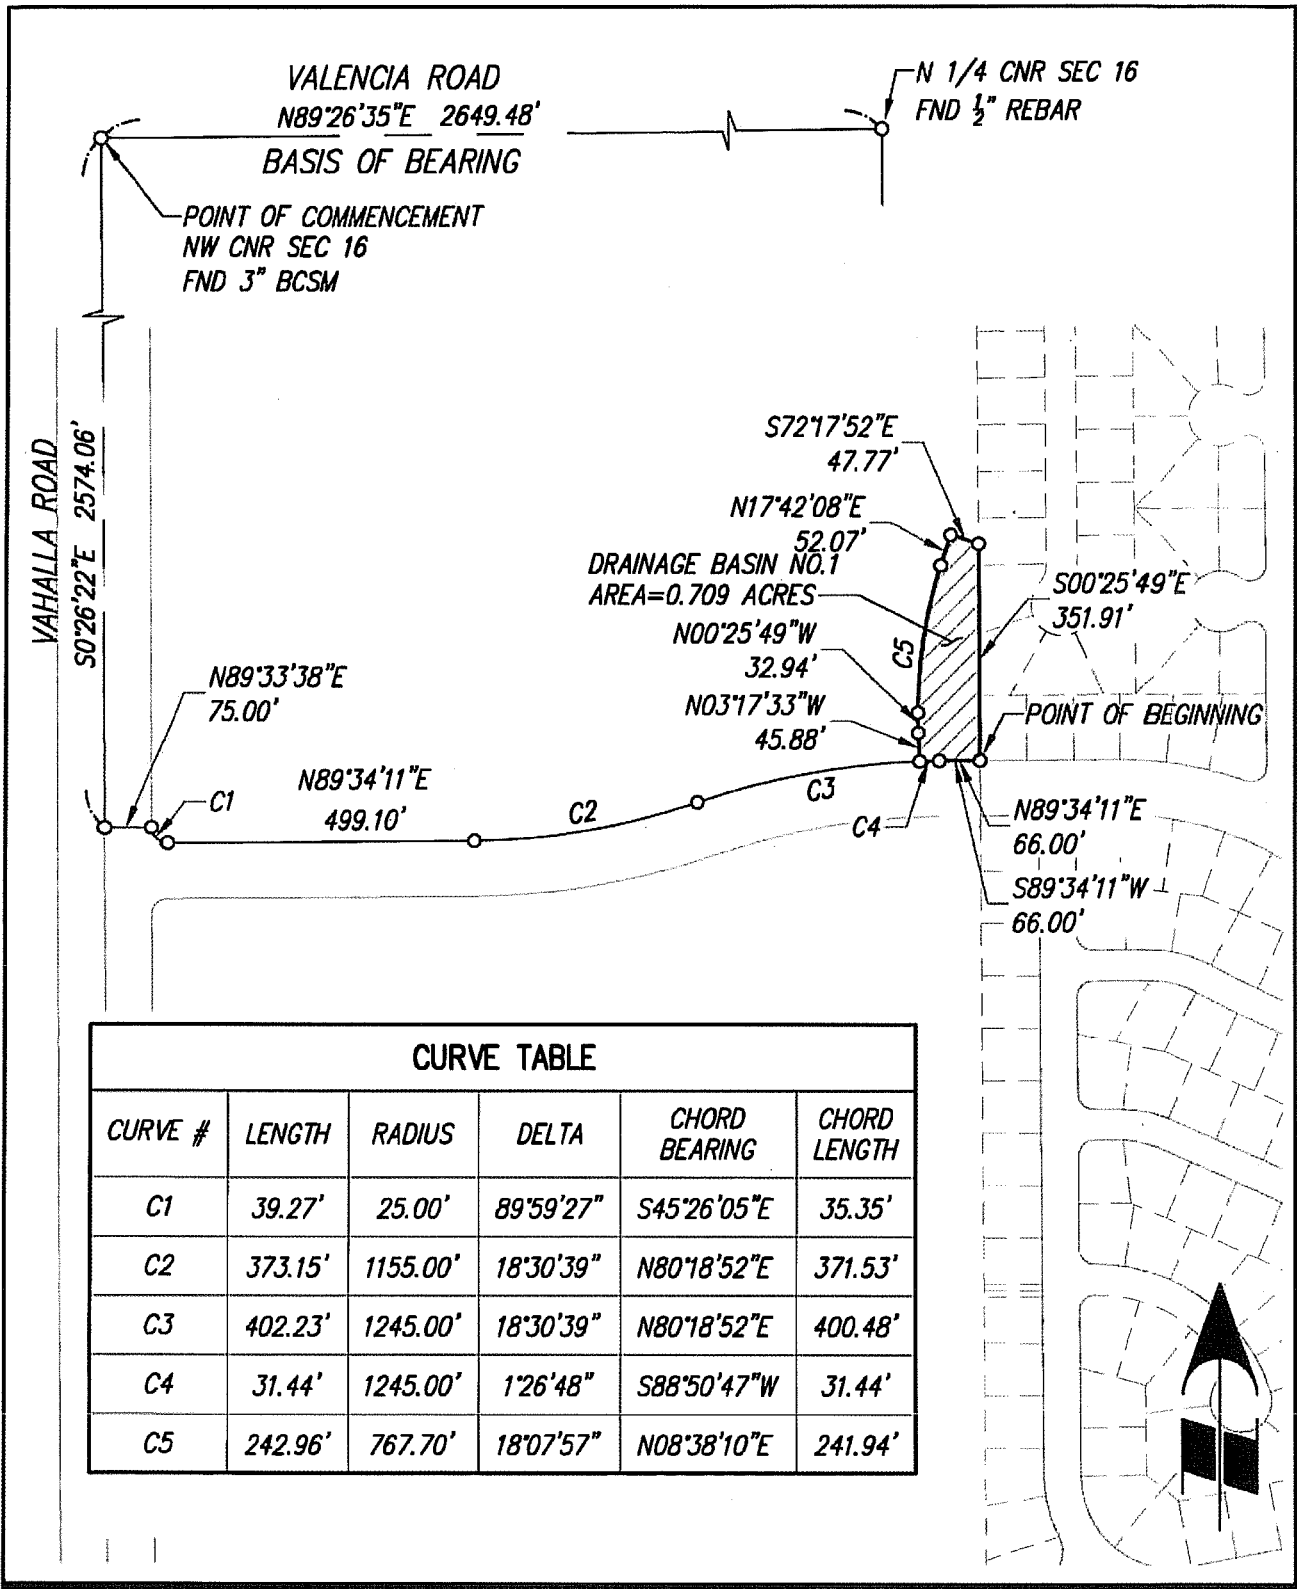 VALENCIA ROAD
N89°26'35"E 2649.48'
BASIS OF BEARING
N 1/4 CNR SEC 16
FND ½" REBAR
POINT OF COMMENCEMENT
NW CNR SEC 16
FND 3" BCSM
VAHALLA ROAD
S0°26'22"E 2574.06'
S72°17'52"E
47.77'
N17°42'08"E
52.07'
DRAINAGE BASIN NO.1
AREA=0.709 ACRES
S00°25'49"E
351.91'
N00°25'49"W
32.94'
C5
N89°33'38"E
75.00'
N03°17'33"W
45.88'
POINT OF BEGINNING
C1
N89°34'11"E
499.10'
C2
C3
C4
N89°34'11"E
66.00'
S89°34'11"W
66.00'
CURVE TABLE
CURVE # LENGTH RADIUS DELTA CHORD BEARING CHORD LENGTH
C1 39.27' 25.00' 89°59'27" S45°26'05"E 35.35'
C2 373.15' 1155.00' 18°30'39" N80°18'52"E 371.53'
C3 402.23' 1245.00' 18°30'39" N80°18'52"E 400.48'
C4 31.44' 1245.00' 1°26'48" S88°50'47"W 31.44'
C5 242.96' 767.70' 18°07'57" N08°38'10"E 241.94'